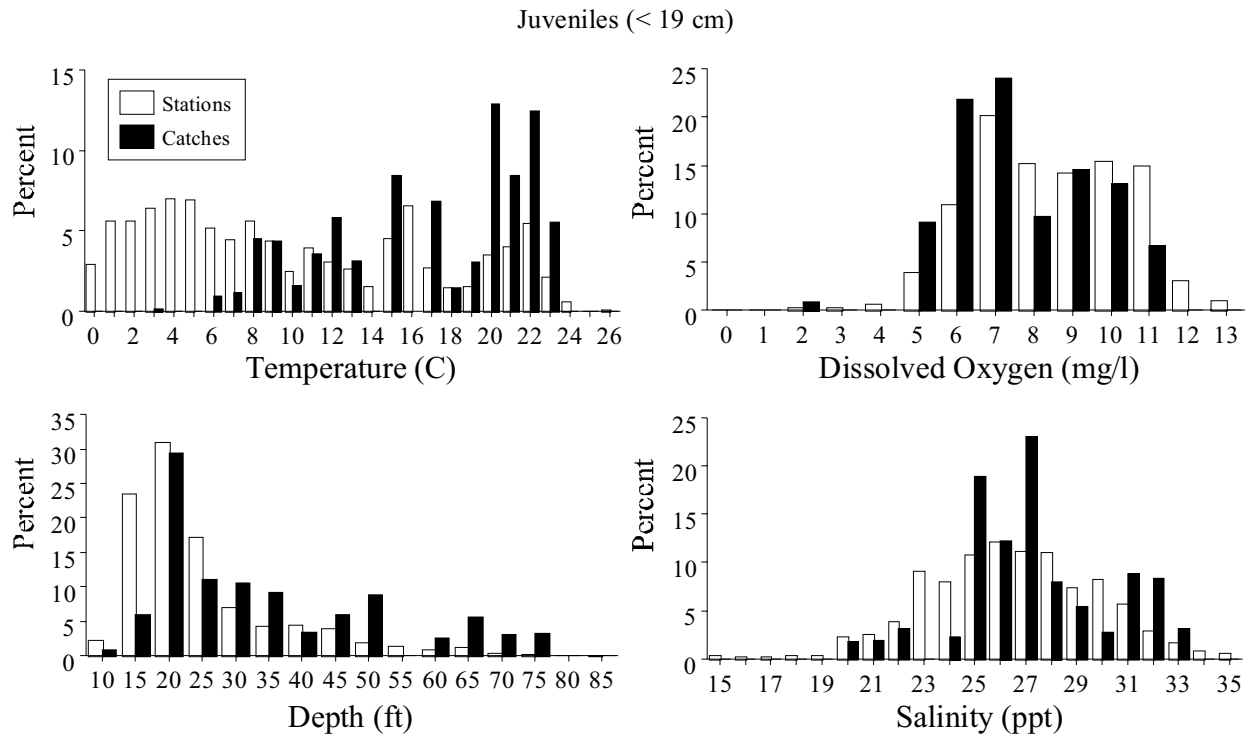 Juveniles (< 19 cm)
15
10
5
0
Percent
Stations
Catches
0 2 4 6 8 10 12 14 16 18 20 22 24 26
Temperature (C)
25
20
15
10
5
0
Percent
0 1 2 3 4 5 6 7 8 9 10 11 12 13
Dissolved Oxygen (mg/l)
35
30
25
20
15
10
5
0
Percent
10 15 20 25 30 35 40 45 50 55 60 65 70 75 80 85
Depth (ft)
25
20
15
10
5
0
Percent
15 17 19 21 23 25 27 29 31 33 35
Salinity (ppt)